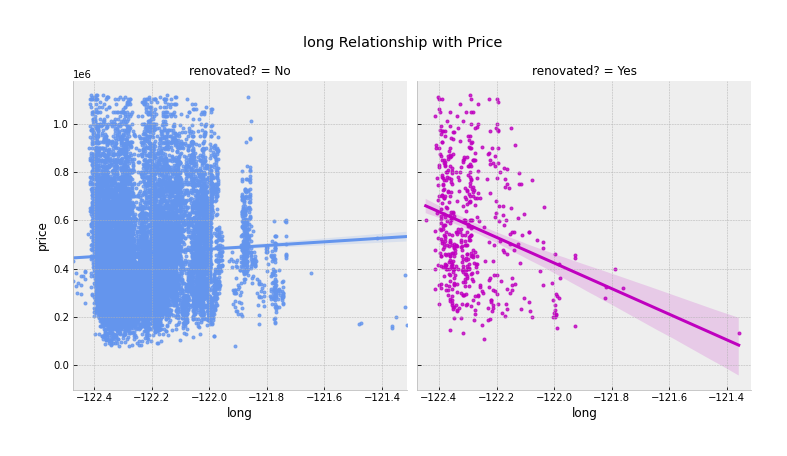 long Relationship with Price
renovated? = No
renovated? = Yes
1e6
1.0
0.8
0.6
0.4
0.2
0.0
price
−122.4 −122.2 −122.0 −121.8 −121.6 −121.4
−122.4 −122.2 −122.0 −121.8 −121.6 −121.4
long
long